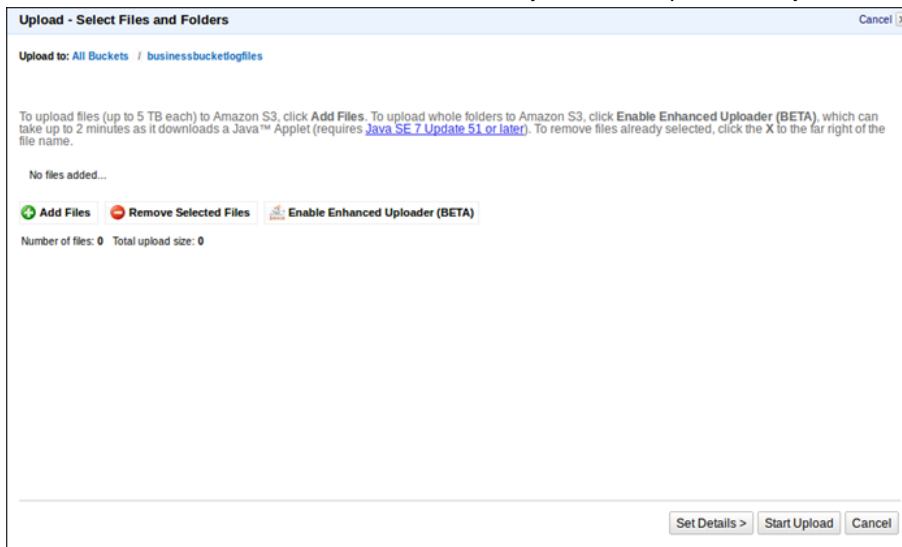 Upload - Select Files and Folders Cancel
Upload to: All Buckets / businessbucketlogfiles
To upload files (up to 5 TB each) to Amazon S3, click Add Files. To upload whole folders to Amazon S3, click Enable Enhanced Uploader (BETA), which can
take up to 2 minutes as it downloads a Java™ Applet (requires Java SE 7 Update 51 or later). To remove files already selected, click the X to the far right of the
file name.
No files added...
Add Files Remove Selected Files Enable Enhanced Uploader (BETA)
Number of files: 0 Total upload size: 0
Set Details > Start Upload Cancel